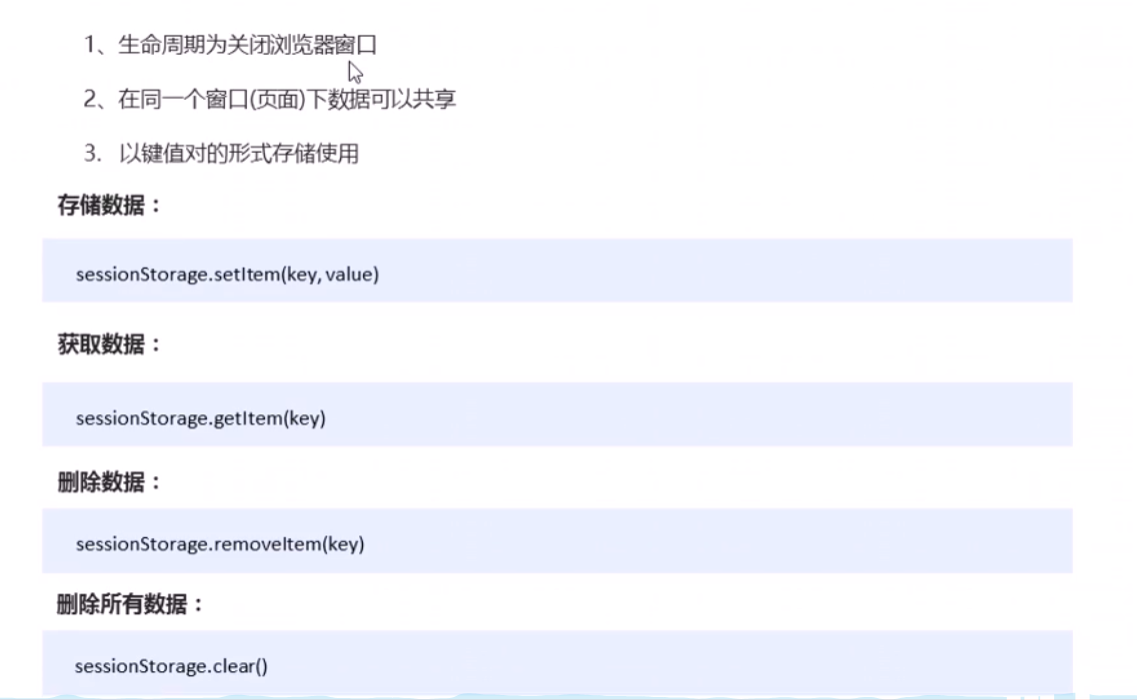 1、生命周期为关闭浏览器窗口
2、在同一个窗口(页面)下数据可以共享
3. 以键值对的形式存储使用
存储数据：
sessionStorage.setItem(key, value)
获取数据：
sessionStorage.getItem(key)
删除数据：
sessionStorage.removeItem(key)
删除所有数据：
sessionStorage.clear()